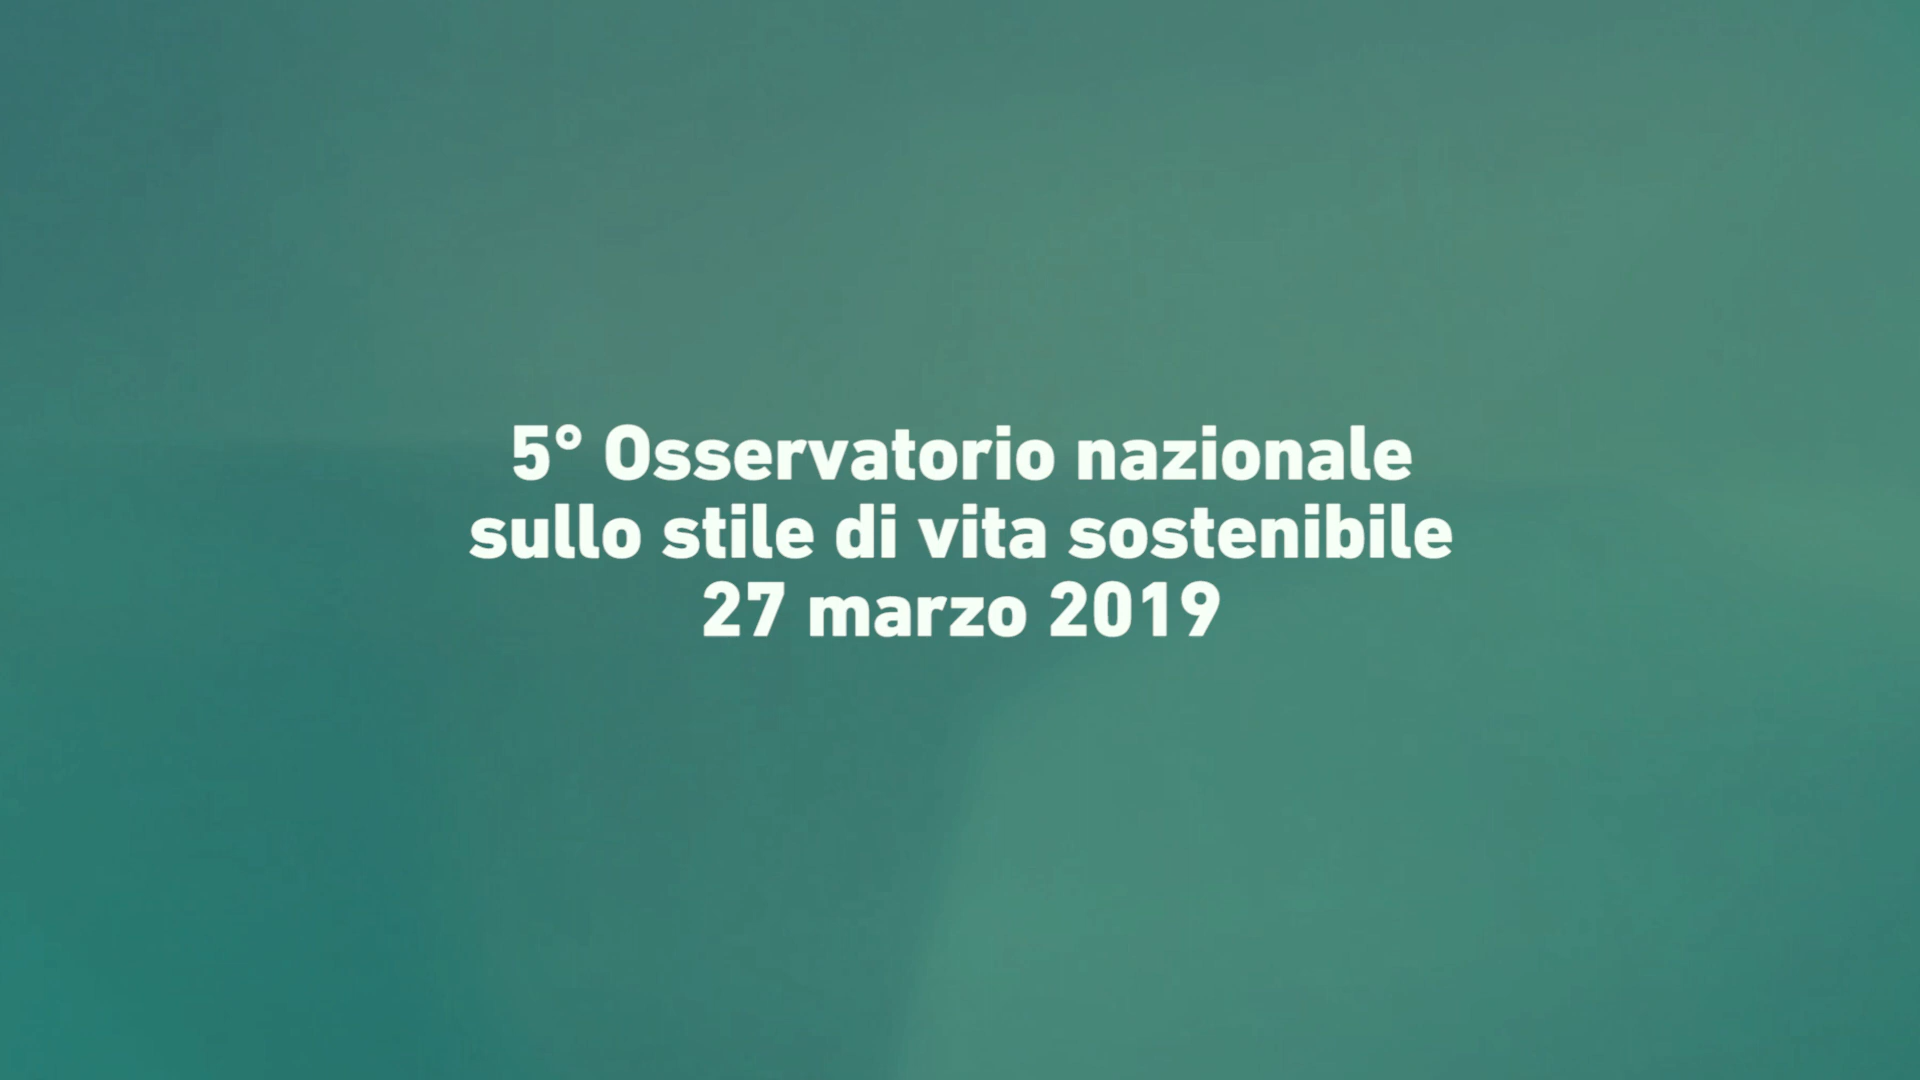 5° Osservatorio nazionale
sullo stile di vita sostenibile
27 marzo 2019